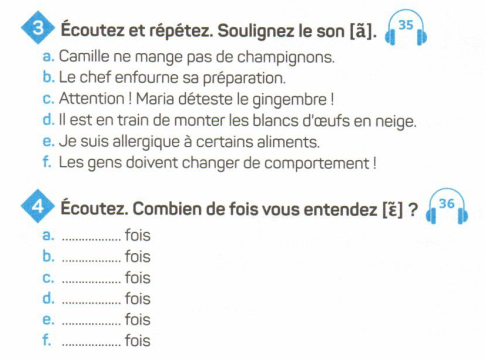 3 Écoutez et répétez. Soulignez le son [ã]. 35
a. Camille ne mange pas de champignons.
b. Le chef enfourne sa préparation.
c. Attention ! Maria déteste le gingembre !
d. Il est en train de monter les blancs d'œufs en neige.
e. Je suis allergique à certains aliments.
f. Les gens doivent changer de comportement !
4 Écoutez. Combien de fois vous entendez [ɛ̃] ? 36
a. .................. fois
b. .................. fois
c. .................. fois
d. .................. fois
e. .................. fois
f. .................. fois